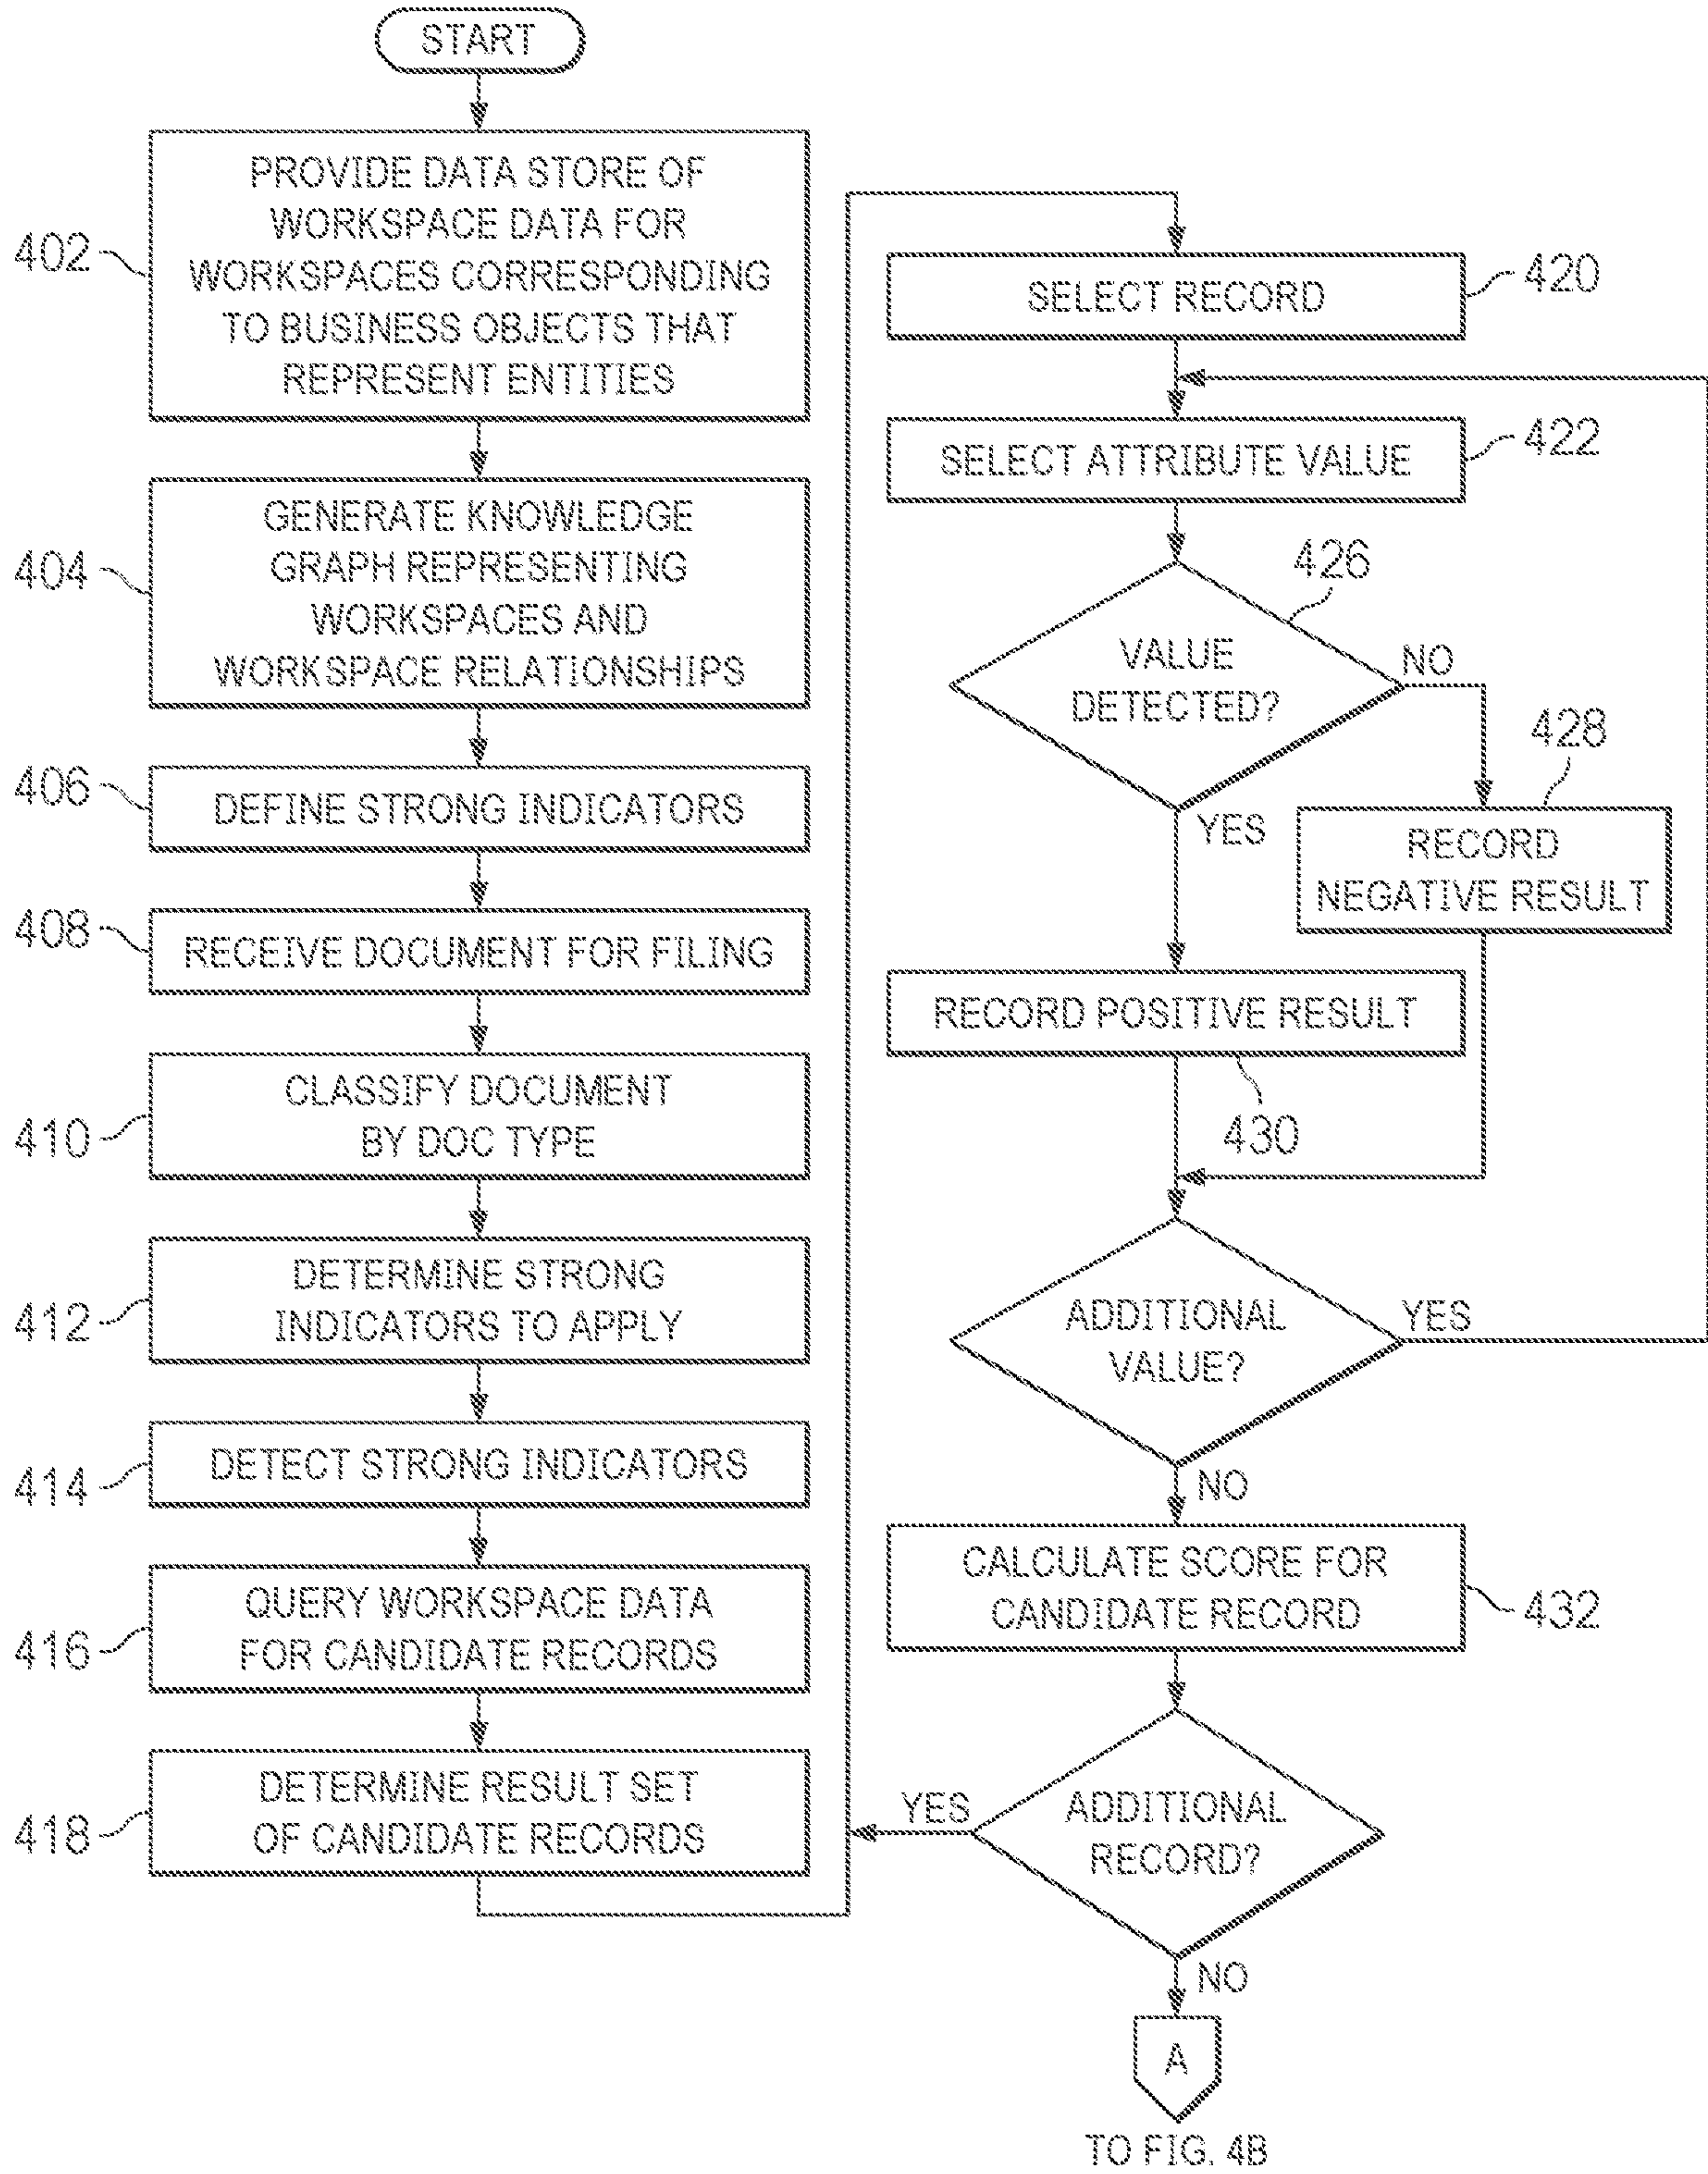 START
402
PROVIDE DATA STORE OF
WORKSPACE DATA FOR
WORKSPACES CORRESPONDING
TO BUSINESS OBJECTS THAT
REPRESENT ENTITIES
404
GENERATE KNOWLEDGE
GRAPH REPRESENTING
WORKSPACES AND
WORKSPACE RELATIONSHIPS
406
DEFINE STRONG INDICATORS
408
RECEIVE DOCUMENT FOR FILING
410
CLASSIFY DOCUMENT
BY DOC TYPE
412
DETERMINE STRONG
INDICATORS TO APPLY
414
DETECT STRONG INDICATORS
416
QUERY WORKSPACE DATA
FOR CANDIDATE RECORDS
418
DETERMINE RESULT SET
OF CANDIDATE RECORDS
SELECT RECORD
420
SELECT ATTRIBUTE VALUE
422
426
VALUE
DETECTED?
NO
YES
428
RECORD
NEGATIVE RESULT
RECORD POSITIVE RESULT
430
ADDITIONAL
VALUE?
YES
NO
CALCULATE SCORE FOR
CANDIDATE RECORD
432
YES
ADDITIONAL
RECORD?
NO
A
TO FIG. 4B